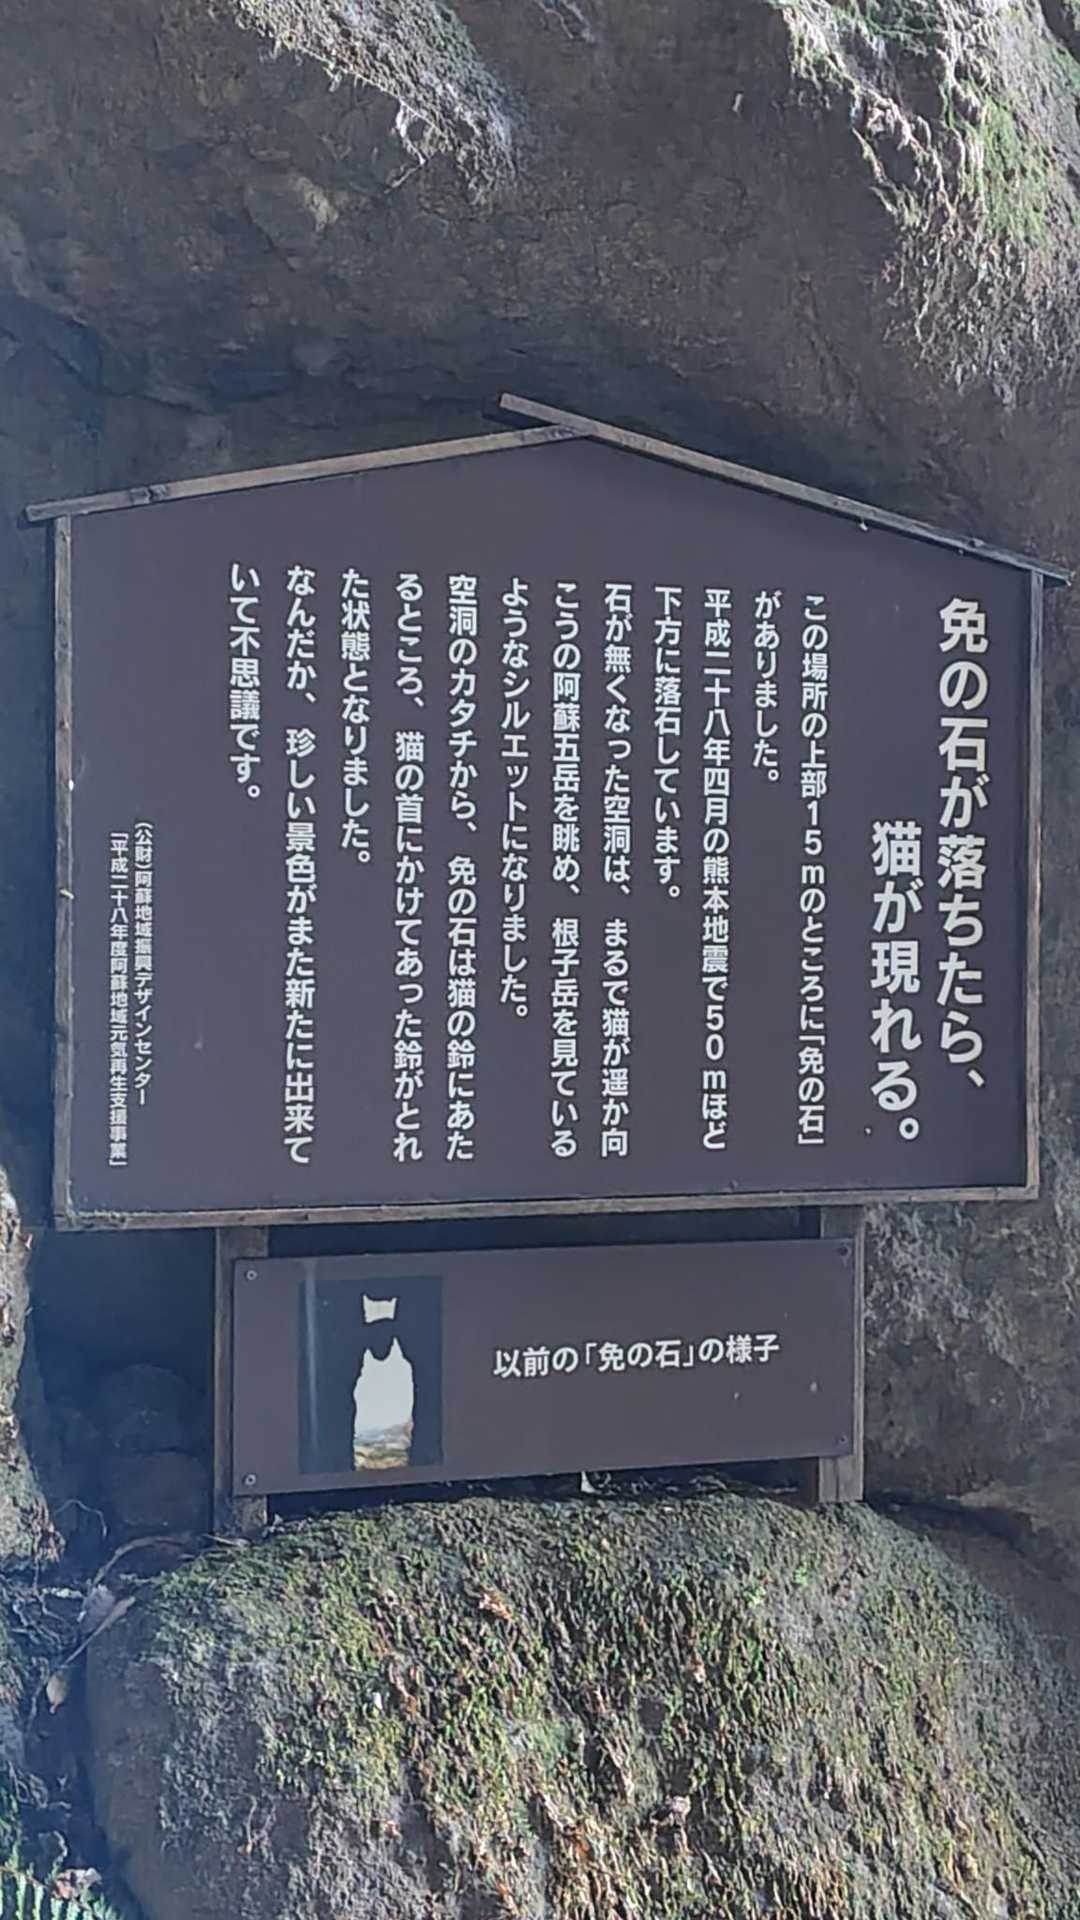 免の石が落ちたら、
猫が現れる。
この場所の上部15mのところに「免の石」
がありました。
平成二十八年四月の熊本地震で50mほど
下方に落石しています。
石が無くなった空洞は、まるで猫が遥か向
こうの阿蘇五岳を眺め、根子岳を見ている
ようなシルエットになりました。
空洞のカタチから、免の石は猫の鈴にあた
るところ、猫の首にかけてあった鈴がとれ
た状態となりました。
なんだか、珍しい景色がまた新たに出来て
いて不思議です。
(公財)阿蘇地域振興デザインセンター
「平成二十八年度阿蘇地域元気再生支援事業」
以前の「免の石」の様子